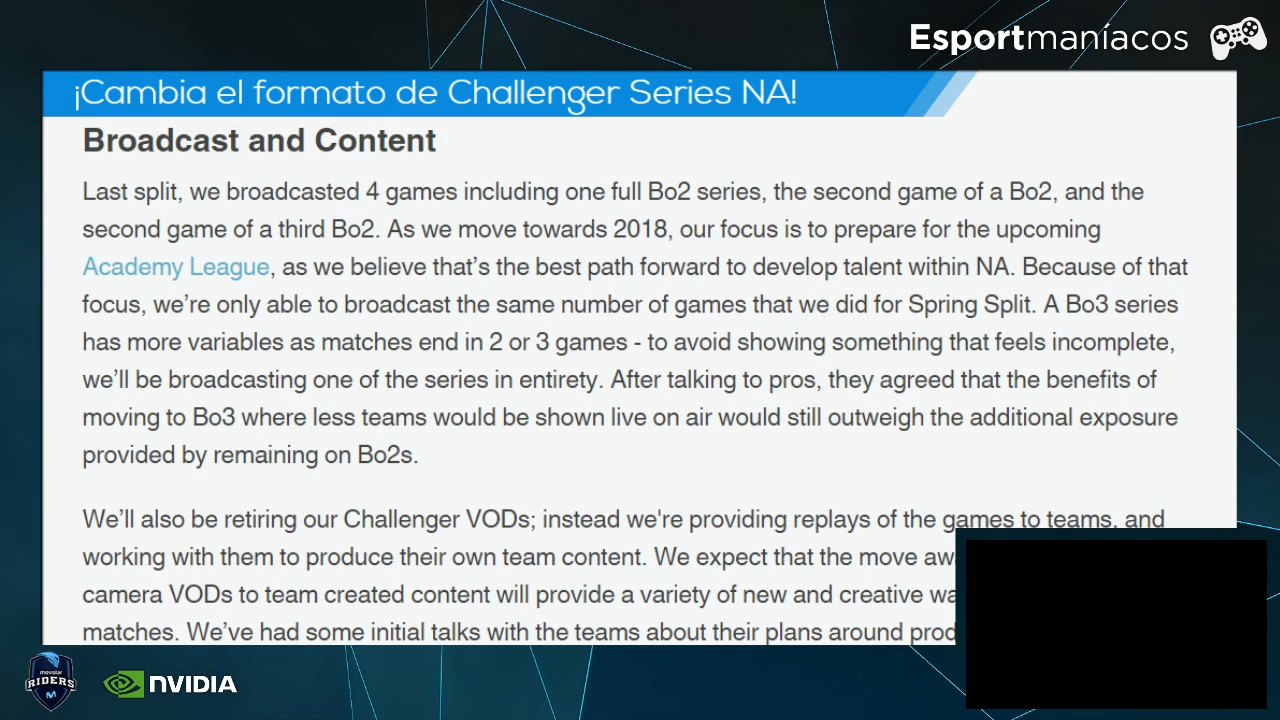 Esportmaníacos
¡Cambia el formato de Challenger Series NA!
Broadcast and Content
Last split, we broadcasted 4 games including one full Bo2 series, the second game of a Bo2, and the
second game of a third Bo2. As we move towards 2018, our focus is to prepare for the upcoming
Academy League, as we believe that's the best path forward to develop talent within NA. Because of that
focus, we're only able to broadcast the same number of games that we did for Spring Split. A Bo3 series
has more variables as matches end in 2 or 3 games - to avoid showing something that feels incomplete,
we'll be broadcasting one of the series in entirety. After talking to pros, they agreed that the benefits of
moving to Bo3 where less teams would be shown live on air would still outweigh the additional exposure
provided by remaining on Bo2s.
We'll also be retiring our Challenger VODs; instead we're providing replays of the games to teams, and
working with them to produce their own team content. We expect that the move
camera VODs to team created content will provide a variety of new and creative
matches. We've had some initial talks with the teams about their plans around
movistar
RIDERS
NVIDIA